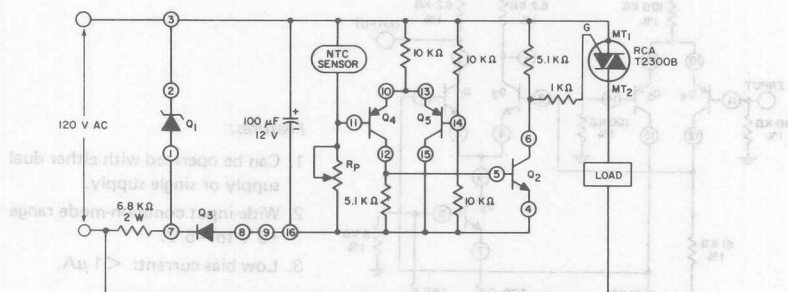 3
MT1
G
RCA
T2300B
MT2
NTC
SENSOR
10 KΩ
10 KΩ
5.1 KΩ
1 KΩ
2
10
13
120 V AC
Q1
100 µF
12 V
+
11
Q4
Q5
14
6
1
12
15
RP
5
Q2
LOAD
5.1 KΩ
10 KΩ
4
6.8 KΩ
2 W
7
Q
8
9
16
1. Can be operated with either dual
supply or single supply.
2. Wide input common-mode range
3. Low bias current: < 1 µA.
INPUT